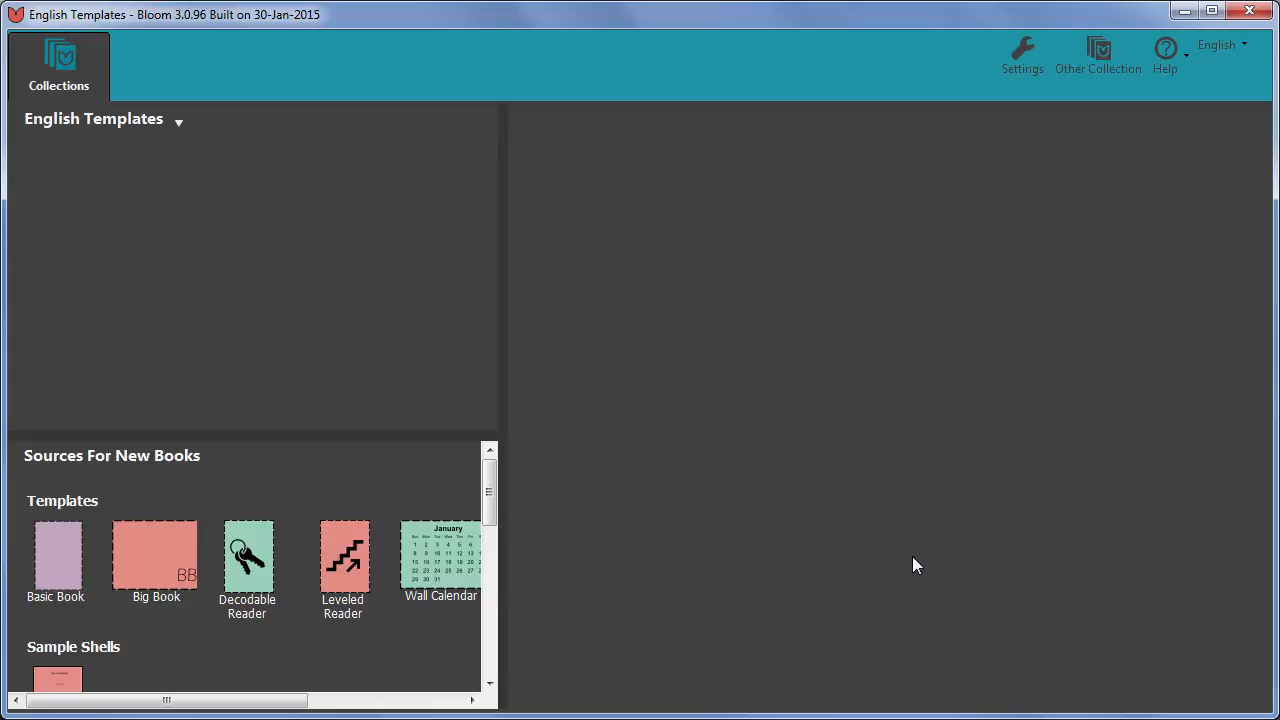 English Templates - Bloom 3.0.96 Built on 30-Jan-2015
Collections
Settings
Other Collection
Help
English
English Templates
Sources For New Books
Templates
BB
January
Basic Book
Big Book
Decodable
Reader
Leveled
Reader
Wall Calendar
Sample Shells